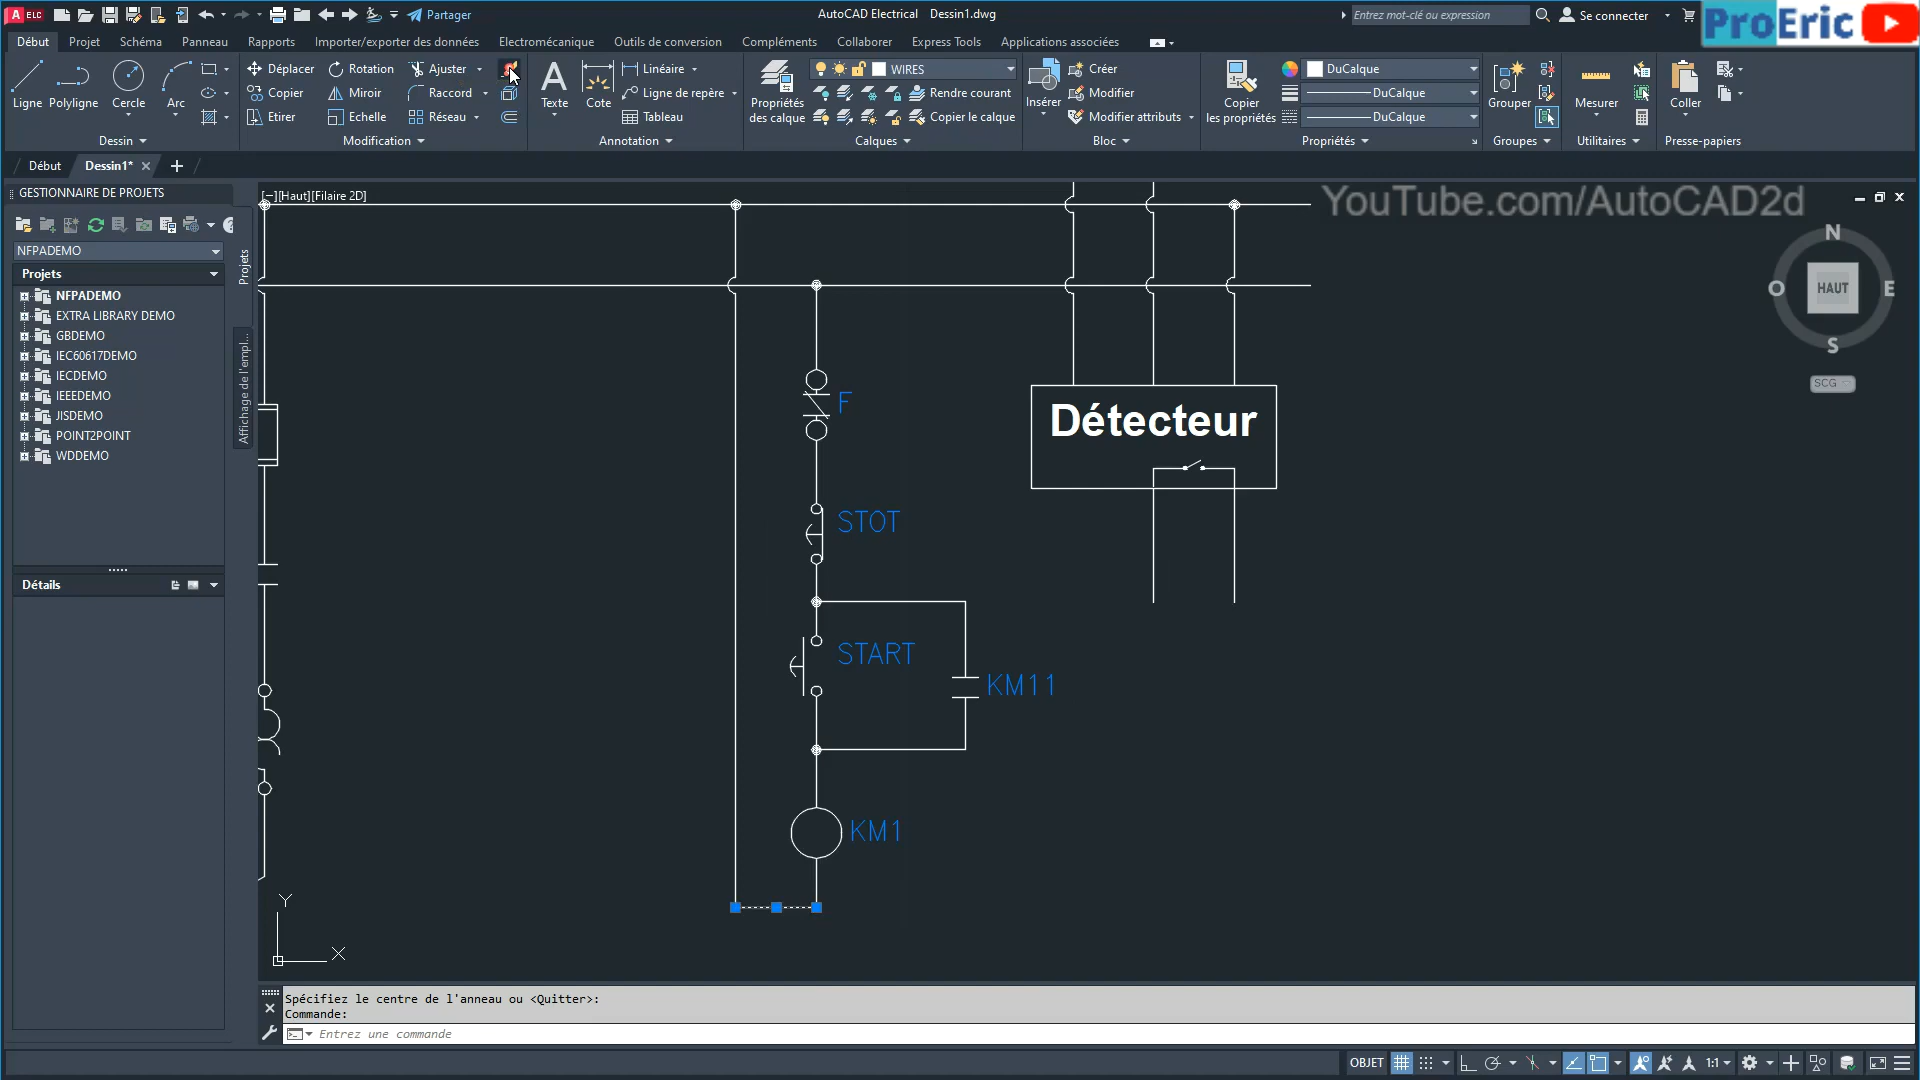 A ELC
Partager
AutoCAD Electrical Dessin1.dwg
Entrez mot-clé ou expression
Se connecter
ProEric
Début
Projet
Schéma
Panneau
Rapports
Importer/exporter des données
Electromécanique
Outils de conversion
Compléments
Collaborer
Express Tools
Applications associées
Ligne
Polyligne
Cercle
Arc
Dessin
Déplacer
Rotation
Ajuster
Copier
Miroir
Raccord
Etirer
Echelle
Réseau
Modification
Texte
Cote
Linéaire
Ligne de repère
Tableau
Annotation
Propriétés
des calque
WIRES
Rendre courant
Copier le calque
Calques
Insérer
Créer
Modifier
Modifier attributs
Bloc
Copier
les propriétés
DuCalque
DuCalque
DuCalque
Propriétés
Grouper
Groupes
Mesurer
Utilitaires
Coller
Presse-papiers
Début
Dessin1*
GESTIONNAIRE DE PROJETS
NFPADEMO
Projets
NFPADEMO
EXTRA LIBRARY DEMO
GBDEMO
IEC60617DEMO
IECDEMO
IEEEDEMO
JISDEMO
POINT2POINT
WDDEMO
Détails
Projets
Affichage de l'empl...
[−][Haut][Filaire 2D]
YouTube.com/AutoCAD2d
N
O
HAUT
E
S
SCG
F
STOT
START
KM11
KM1
Détecteur
Y
X
Spécifiez le centre de l'anneau ou <Quitter>:
Commande:
Entrez une commande
OBJET
1:1